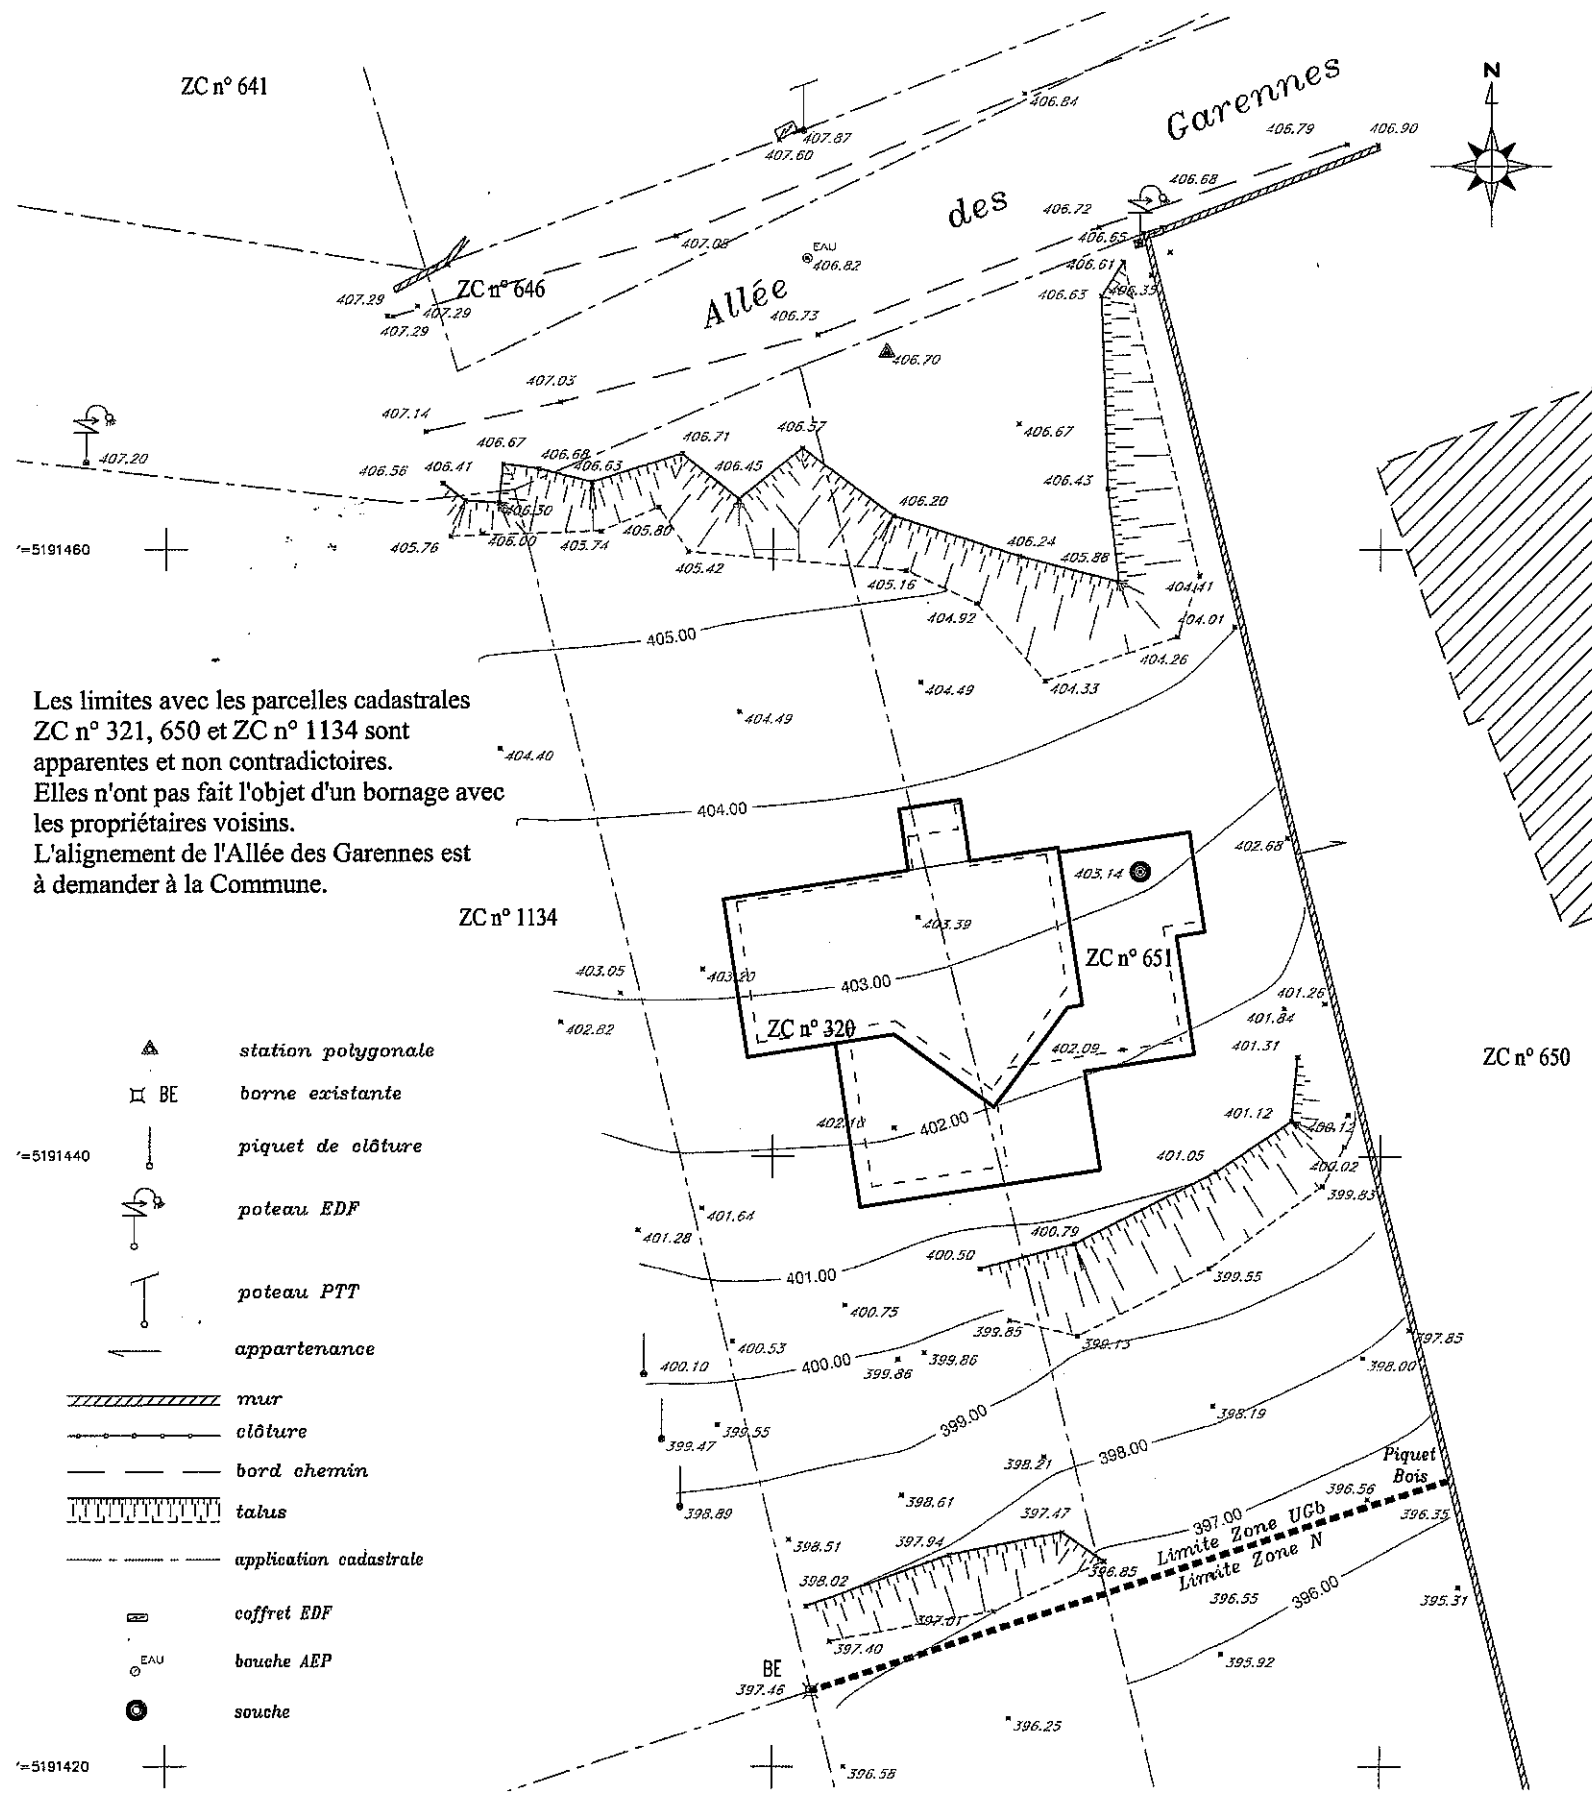 ZC n° 641
N
Garennes
406.84
407.87
407.60
406.79
406.90
406.68
des
406.72
407.08
406.65
EAU
406.82
406.61
ZC n° 646
406.63
406.35
407.29
407.29
407.29
Allée
406.73
406.70
407.03
407.14
406.67
406.57
406.71
406.67
407.20
406.56
406.41
406.68
406.63
406.45
406.43
406.20
406.30
405.80
'=5191460
405.76
406.00
405.74
406.24
405.86
405.42
405.16
404.41
404.92
404.01
405.00
404.26
404.33
404.49
404.49
404.40
Les limites avec les parcelles cadastrales
ZC n° 321, 650 et ZC n° 1134 sont
apparentes et non contradictoires.
Elles n'ont pas fait l'objet d'un bornage avec
les propriétaires voisins.
L'alignement de l'Allée des Garennes est
à demander à la Commune.
404.00
402.68
403.14
ZC n° 1134
403.39
ZC n° 651
403.05
403.20
403.00
401.26
401.84
402.82
ZC n° 320
402.09
401.31
ZC n° 650
station polygonale
BE
borne existante
401.12
400.12
402.18
402.00
piquet de clôture
'=5191440
401.05
400.02
399.83
poteau EDF
401.64
401.28
400.79
400.50
401.00
399.55
poteau PTT
400.75
399.85
399.13
397.85
appartenance
400.53
400.10
400.00
399.86
399.86
398.00
mur
clôture
399.00
398.19
399.55
399.47
bord chemin
398.00
Piquet
Bois
398.21
talus
398.89
398.61
397.47
396.56
396.35
397.00
398.51
397.94
Limite Zone UGb
Limite Zone N
application cadastrale
398.02
396.85
396.55
396.00
395.31
coffret EDF
397.01
397.40
EAU
bouche AEP
BE
397.46
395.92
souche
396.25
'=5191420
396.58